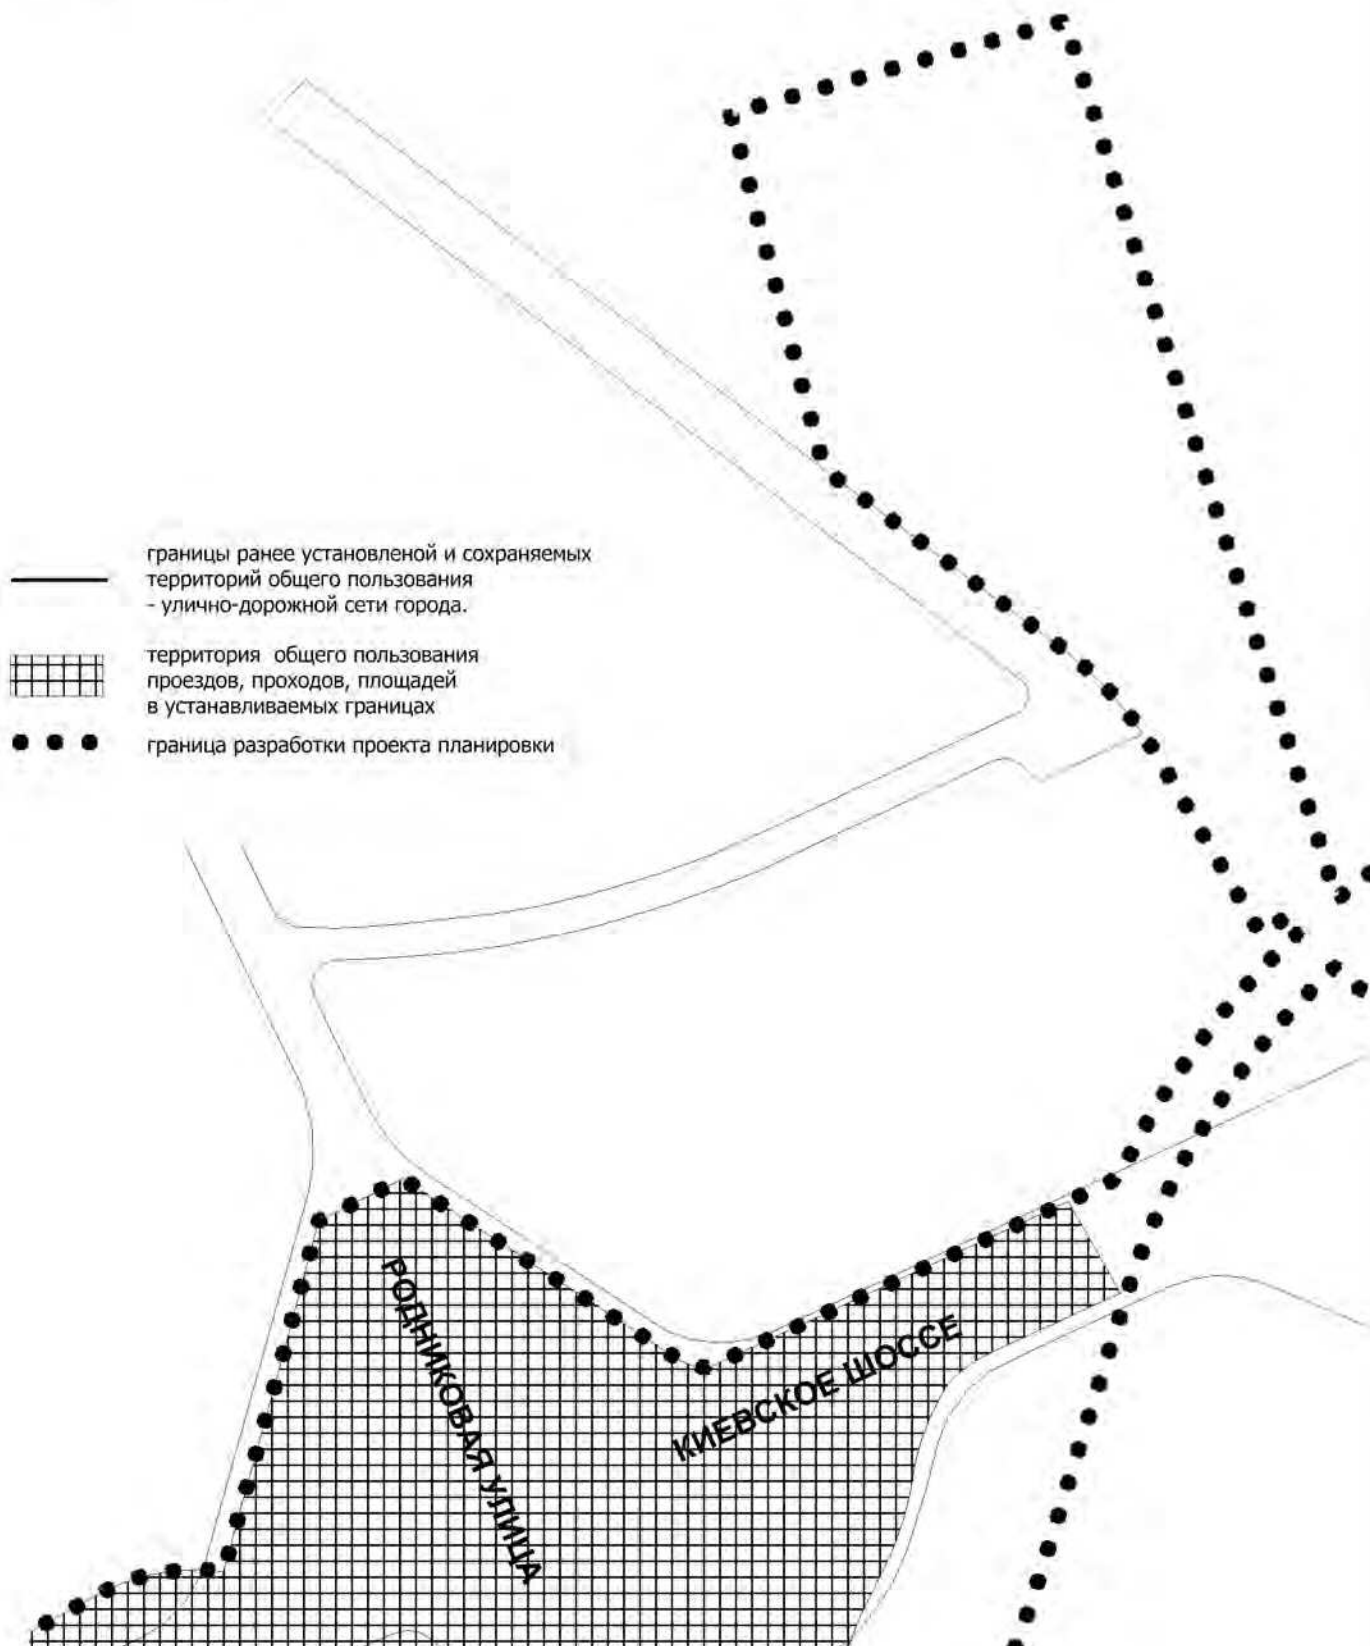 границы ранее установленой и сохраняемых
территорий общего пользования
- улично-дорожной сети города.
территория общего пользования
проездов, проходов, площадей
в устанавливаемых границах
граница разработки проекта планировки
РОДНИКОВАЯ УЛИЦА
КИЕВСКОЕ ШОССЕ